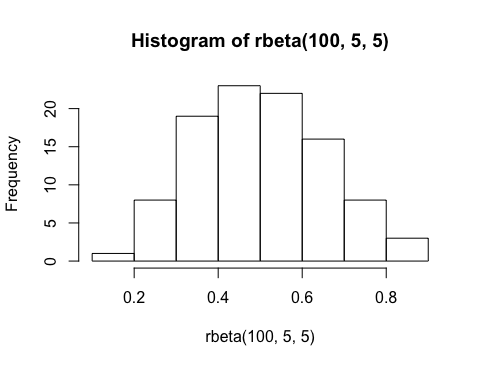 Histogram of rbeta(100, 5, 5)
Frequency
20
15
10
5
0
0.2 0.4 0.6 0.8
rbeta(100, 5, 5)